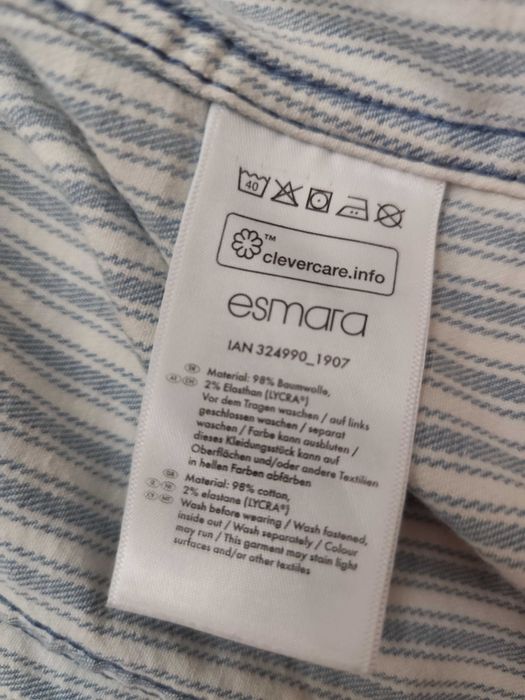 40
™
clevercare.info
esmara
IAN 324990_1907
Material: 98% Baumwolle,
2% Elasthan (LYCRA®)
Vor dem Tragen waschen / auf links
geschlossen waschen / separat
waschen / Farbe kann ausbluten /
dieses Kleidungsstück kann auf
Oberflächen und/oder andere Textilien
in hellen Farben abfärben
Material: 98% cotton,
2% elastane (LYCRA®)
Wash before wearing / Wash fastened,
inside out / Wash separately / Colour
may run / This garment may stain light
surfaces and/or other textiles